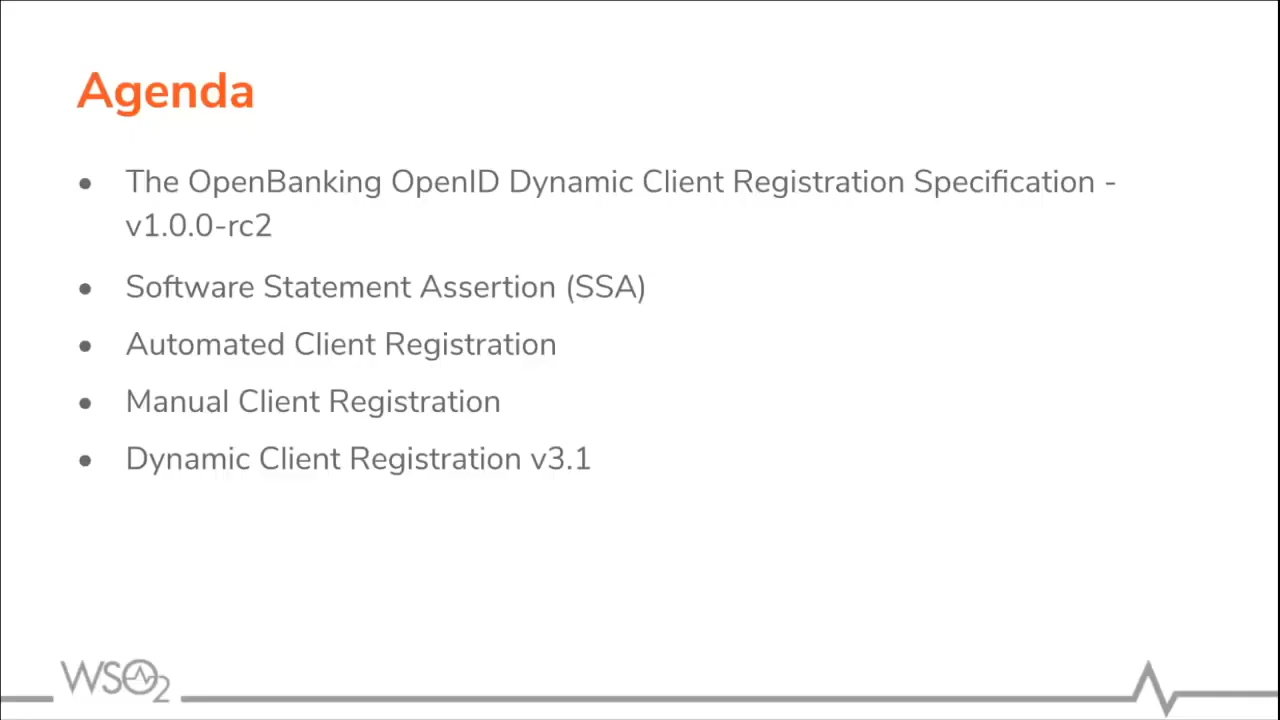 Agenda
• The OpenBanking OpenID Dynamic Client Registration Specification -
v1.0.0-rc2
• Software Statement Assertion (SSA)
• Automated Client Registration
• Manual Client Registration
• Dynamic Client Registration v3.1
WSO2